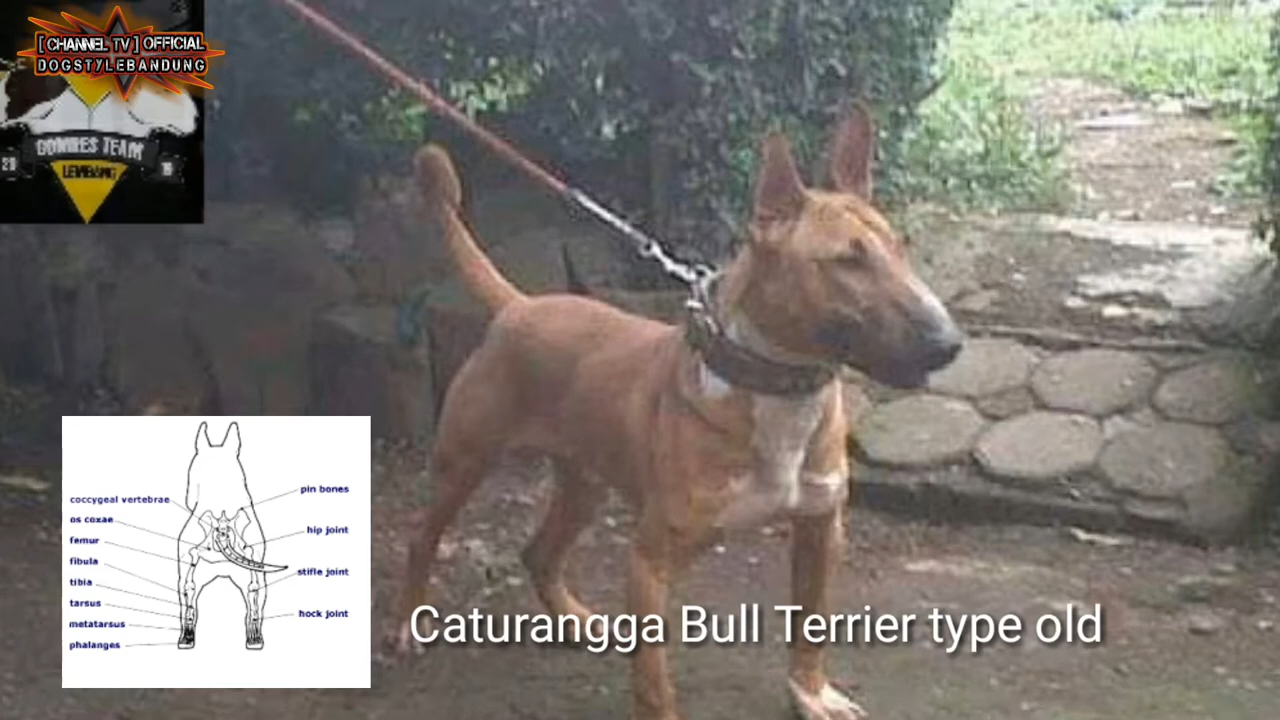 [ CHANNEL TV ] OFFICIAL
DOGSTYLEBANDUNG
TEAM
20
LEMBANG
coccygeal vertebrae
os coxae
femur
fibula
tibia
tarsus
metatarsus
phalanges
pin bones
hip joint
stifle joint
hock joint
Caturangga Bull Terrier type old